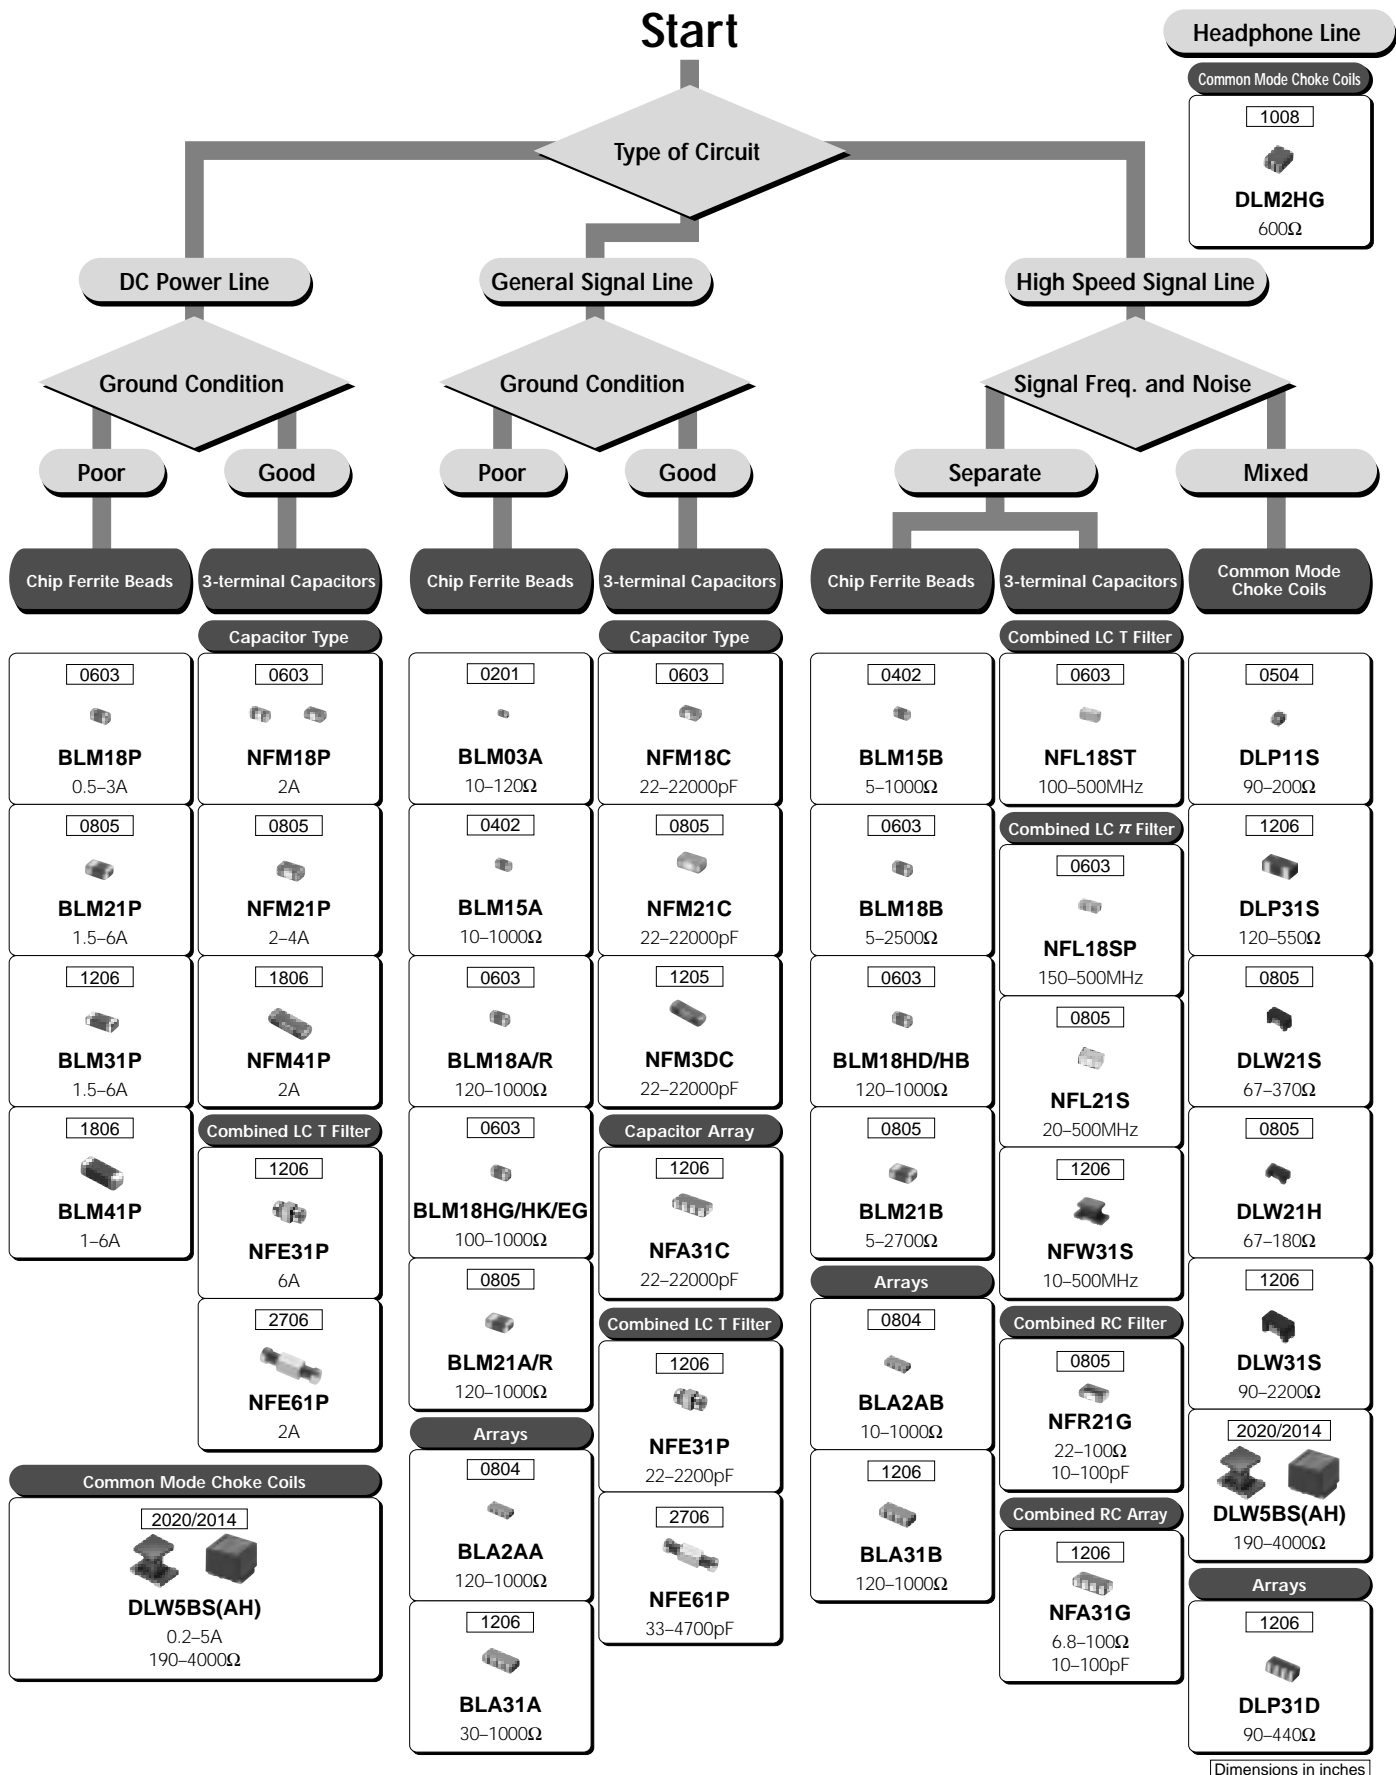 Start
Headphone Line
Common Mode Choke Coils
1008
DLM2HG
600Ω
Type of Circuit
DC Power Line
General Signal Line
High Speed Signal Line
Ground Condition
Ground Condition
Signal Freq. and Noise
Poor
Good
Poor
Good
Separate
Mixed
Chip Ferrite Beads
0603
BLM18P
0.5–3A
0805
BLM21P
1.5–6A
1206
BLM31P
1.5–6A
1806
BLM41P
1–6A
3-terminal Capacitors
Capacitor Type
0603
NFM18P
2A
0805
NFM21P
2–4A
1806
NFM41P
2A
Combined LC T Filter
1206
NFE31P
6A
2706
NFE61P
2A
Common Mode Choke Coils
2020/2014
DLW5BS(AH)
0.2–5A
190–4000Ω
Chip Ferrite Beads
0201
BLM03A
10–120Ω
0402
BLM15A
10–1000Ω
0603
BLM18A/R
120–1000Ω
0603
BLM18HG/HK/EG
100–1000Ω
0805
BLM21A/R
120–1000Ω
Arrays
0804
BLA2AA
120–1000Ω
1206
BLA31A
30–1000Ω
3-terminal Capacitors
Capacitor Type
0603
NFM18C
22–22000pF
0805
NFM21C
22–22000pF
1205
NFM3DC
22–22000pF
Capacitor Array
1206
NFA31C
22–22000pF
Combined LC T Filter
1206
NFE31P
22–2200pF
2706
NFE61P
33–4700pF
Chip Ferrite Beads
0402
BLM15B
5–1000Ω
0603
BLM18B
5–2500Ω
0603
BLM18HD/HB
120–1000Ω
0805
BLM21B
5–2700Ω
Arrays
0804
BLA2AB
10–1000Ω
1206
BLA31B
120–1000Ω
3-terminal Capacitors
Combined LC T Filter
0603
NFL18ST
100–500MHz
Combined LC π Filter
0603
NFL18SP
150–500MHz
0805
NFL21S
20–500MHz
1206
NFW31S
10–500MHz
Combined RC Filter
0805
NFR21G
22–100Ω
10–100pF
Combined RC Array
1206
NFA31G
6.8–100Ω
10–100pF
Common Mode
Choke Coils
0504
DLP11S
90–200Ω
1206
DLP31S
120–550Ω
0805
DLW21S
67–370Ω
0805
DLW21H
67–180Ω
1206
DLW31S
90–2200Ω
2020/2014
DLW5BS(AH)
190–4000Ω
Arrays
1206
DLP31D
90–440Ω
Dimensions in inches